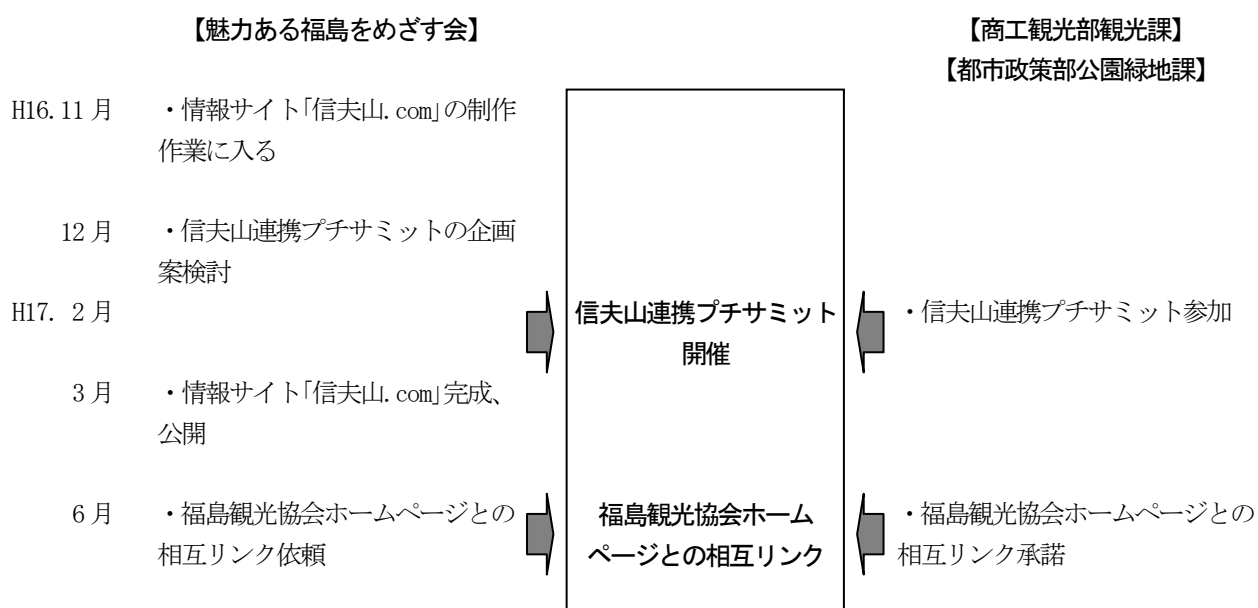 【魅力ある福島をめざす会】
【商工観光部観光課】
【都市政策部公園緑地課】
H16.11月 ・情報サイト「信夫山.com」の制作
作業に入る
12月 ・信夫山連携プチサミットの企画
案検討
H17. 2月 信夫山連携プチサミット ・信夫山連携プチサミット参加
開催
3月 ・情報サイト「信夫山.com」完成、
公開
6月 ・福島観光協会ホームページとの 福島観光協会ホーム ・福島観光協会ホームページとの
相互リンク依頼 ページとの相互リンク 相互リンク承諾